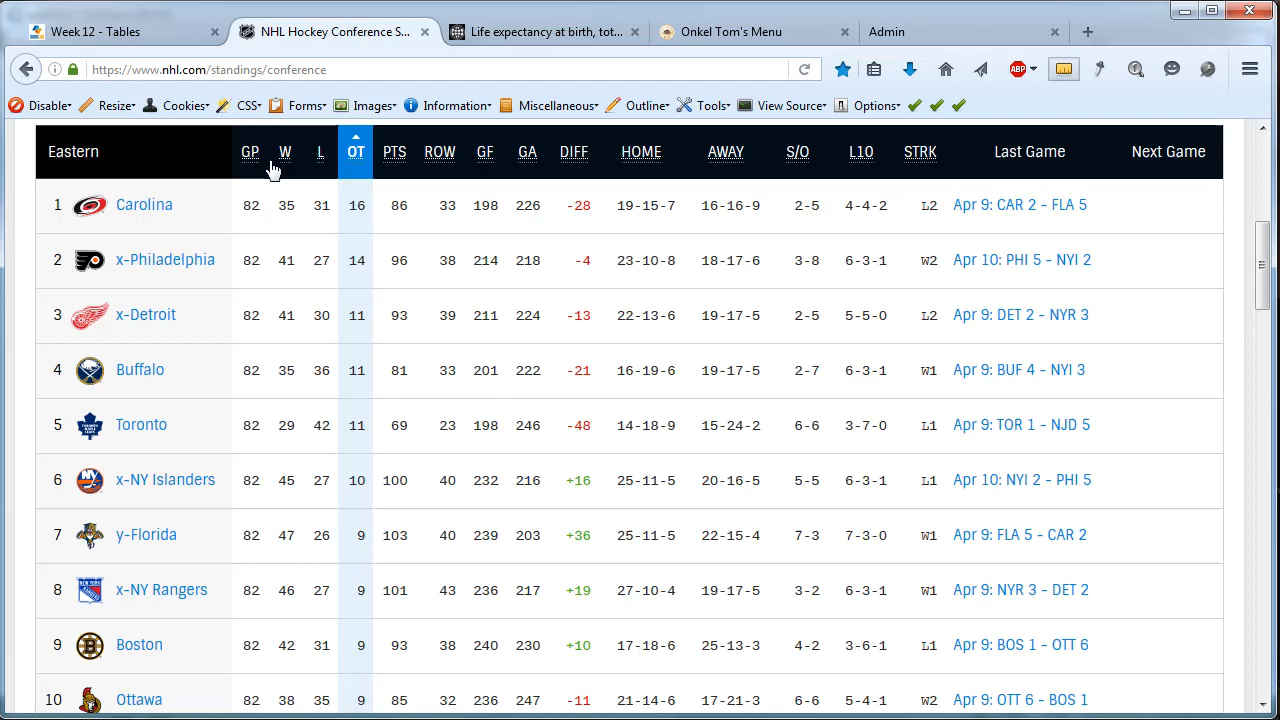 Week 12 - Tables NHL Hockey Conference S... Life expectancy at birth, tot... Onkel Tom's Menu Admin
https://www.nhl.com/standings/conference
Disable Resize Cookies CSS Forms Images Information Miscellaneous Outline Tools View Source Options
Eastern GP W L OT PTS ROW GF GA DIFF HOME AWAY S/O L10 STRK Last Game Next Game
1 Carolina 82 35 31 16 86 33 198 226 -28 19-15-7 16-16-9 2-5 4-4-2 L2 Apr 9: CAR 2 - FLA 5
2 x-Philadelphia 82 41 27 14 96 38 214 218 -4 23-10-8 18-17-6 3-8 6-3-1 W2 Apr 10: PHI 5 - NYI 2
3 x-Detroit 82 41 30 11 93 39 211 224 -13 22-13-6 19-17-5 2-5 5-5-0 L2 Apr 9: DET 2 - NYR 3
4 Buffalo 82 35 36 11 81 33 201 222 -21 16-19-6 19-17-5 2-7 6-3-1 W1 Apr 9: BUF 4 - NYI 3
5 Toronto 82 29 42 11 69 23 198 246 -48 14-18-9 15-24-2 6-6 3-7-0 L1 Apr 9: TOR 1 - NJD 5
6 x-NY Islanders 82 45 27 10 100 40 232 216 +16 25-11-5 20-16-5 5-5 6-3-1 L1 Apr 10: NYI 2 - PHI 5
7 y-Florida 82 47 26 9 103 40 239 203 +36 25-11-5 22-15-4 7-3 7-3-0 W1 Apr 9: FLA 5 - CAR 2
8 x-NY Rangers 82 46 27 9 101 43 236 217 +19 27-10-4 19-17-5 3-2 6-3-1 W1 Apr 9: NYR 3 - DET 2
9 Boston 82 42 31 9 93 38 240 230 +10 17-18-6 25-13-3 4-2 3-6-1 L1 Apr 9: BOS 1 - OTT 6
10 Ottawa 82 38 35 9 85 32 236 247 -11 21-14-6 17-21-3 6-6 5-4-1 W2 Apr 9: OTT 6 - BOS 1